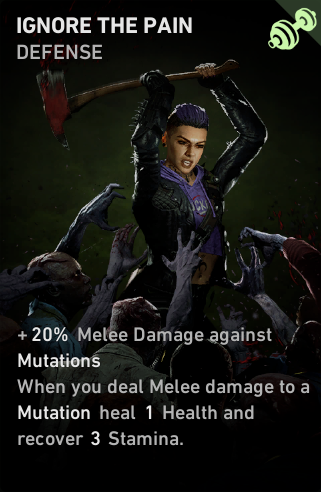 IGNORE THE PAIN
DEFENSE
+ 20% Melee Damage against
Mutations
When you deal Melee damage to a
Mutation heal 1 Health and
recover 3 Stamina.